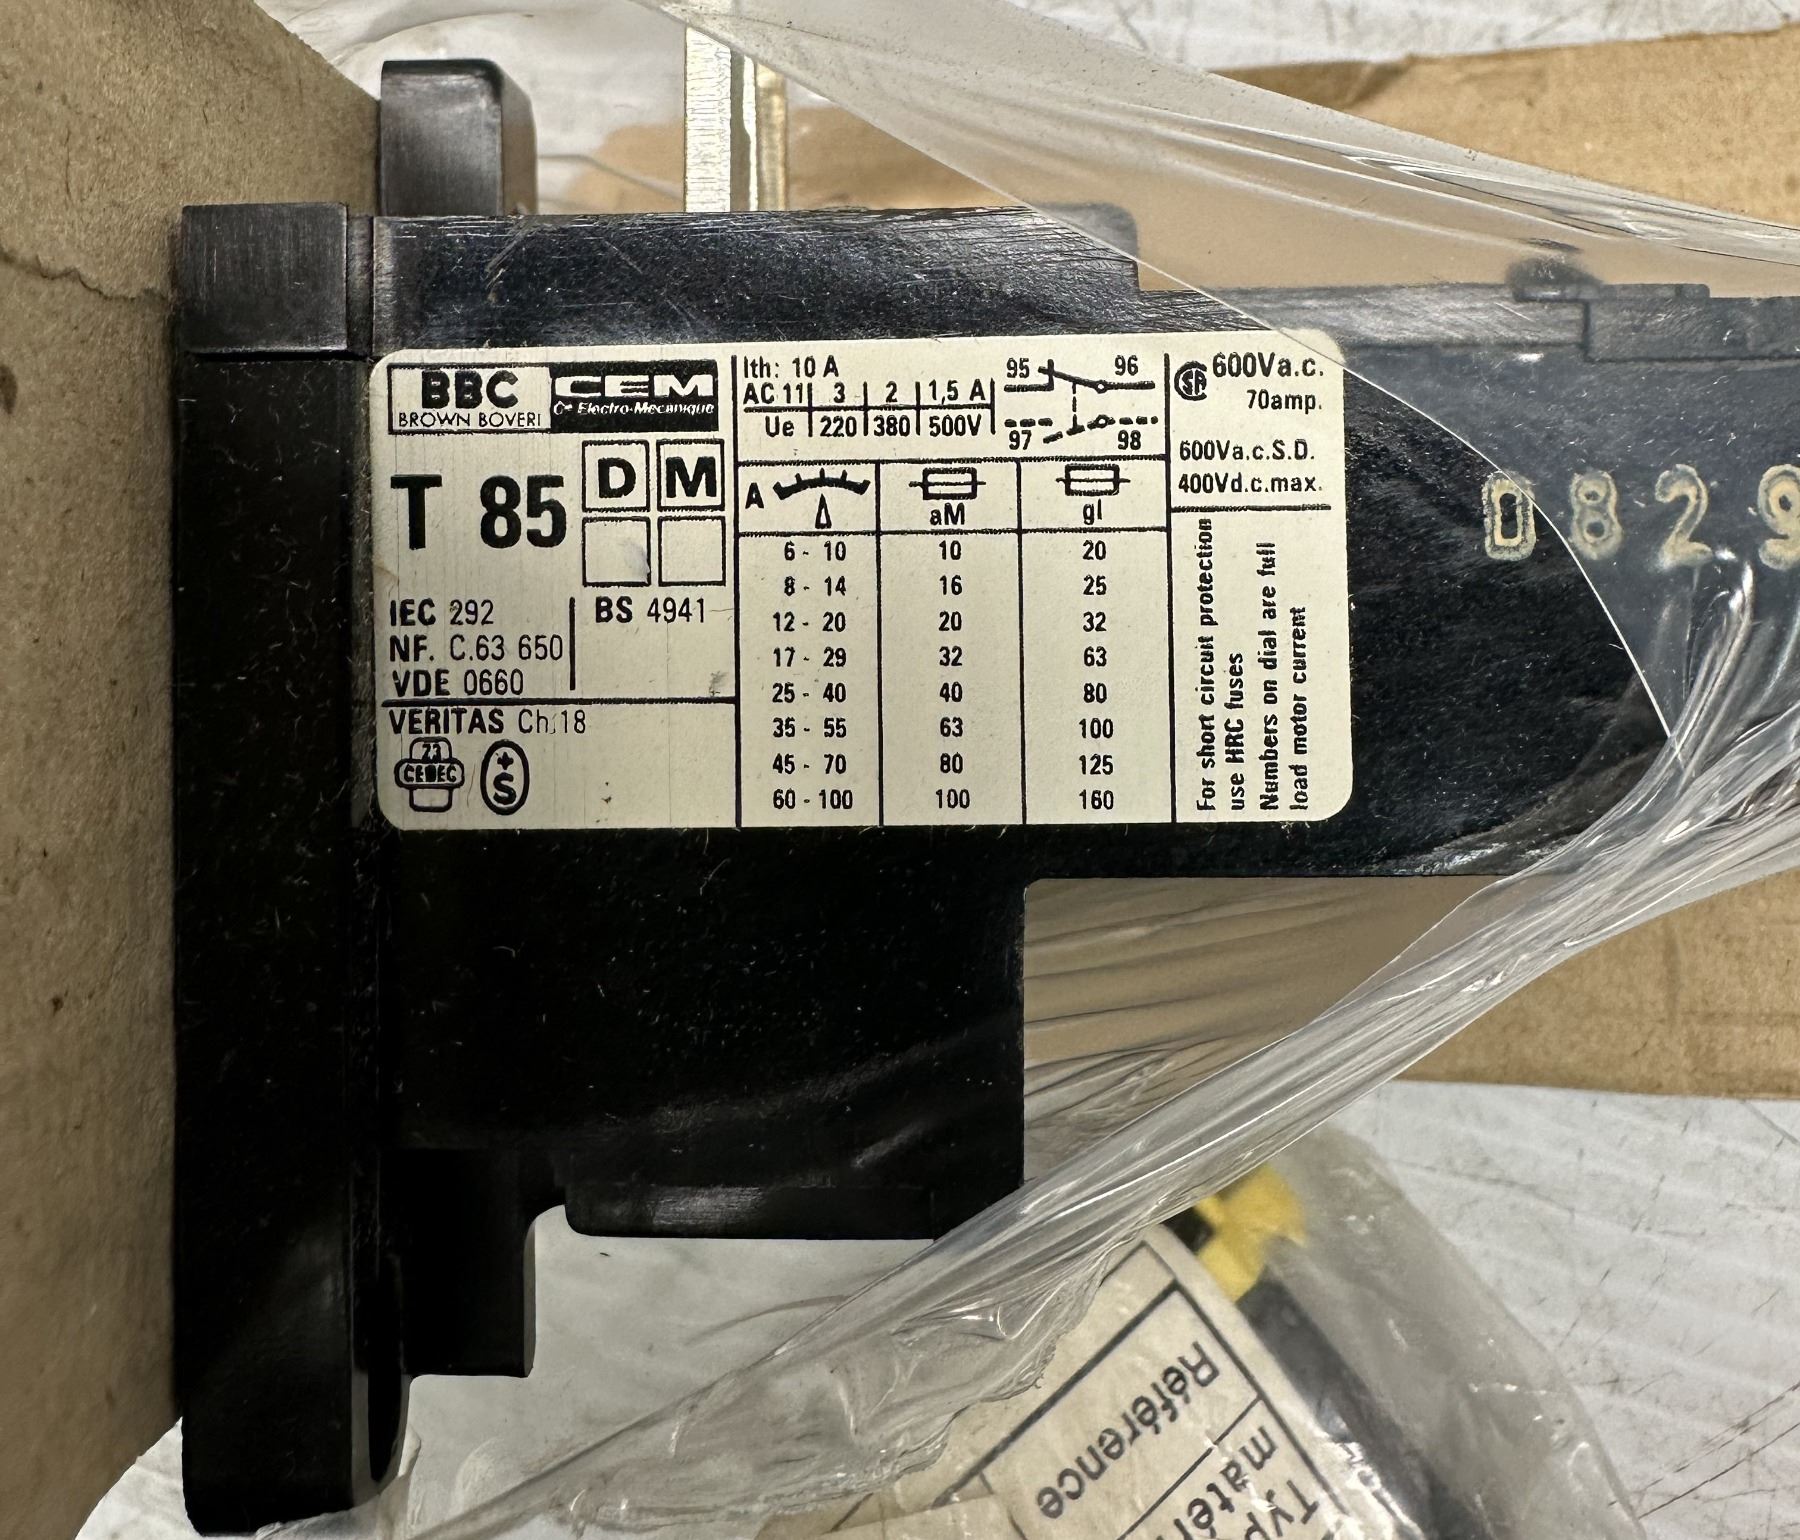 BBC
BROWN BOVERI
CEM
Cie Electro-Mecanique
T 85
D M
IEC 292
NF. C.63 650
VDE 0660
BS 4941
VERITAS Ch.18
23
CEBEC
+
S
Ith: 10 A
AC 11 3 2 1,5 A
Ue 220 380 500V
95 96
97 98
A aM gl
6 - 10 10 20
8 - 14 16 25
12 - 20 20 32
17 - 29 32 63
25 - 40 40 80
35 - 55 63 100
45 - 70 80 125
60 - 100 100 160
SA 600Va.c.
70amp.
600Va.c.S.D.
400Vd.c.max.
For short circuit protection
use HRC fuses
Numbers on dial are full
load motor current
0829
Référence